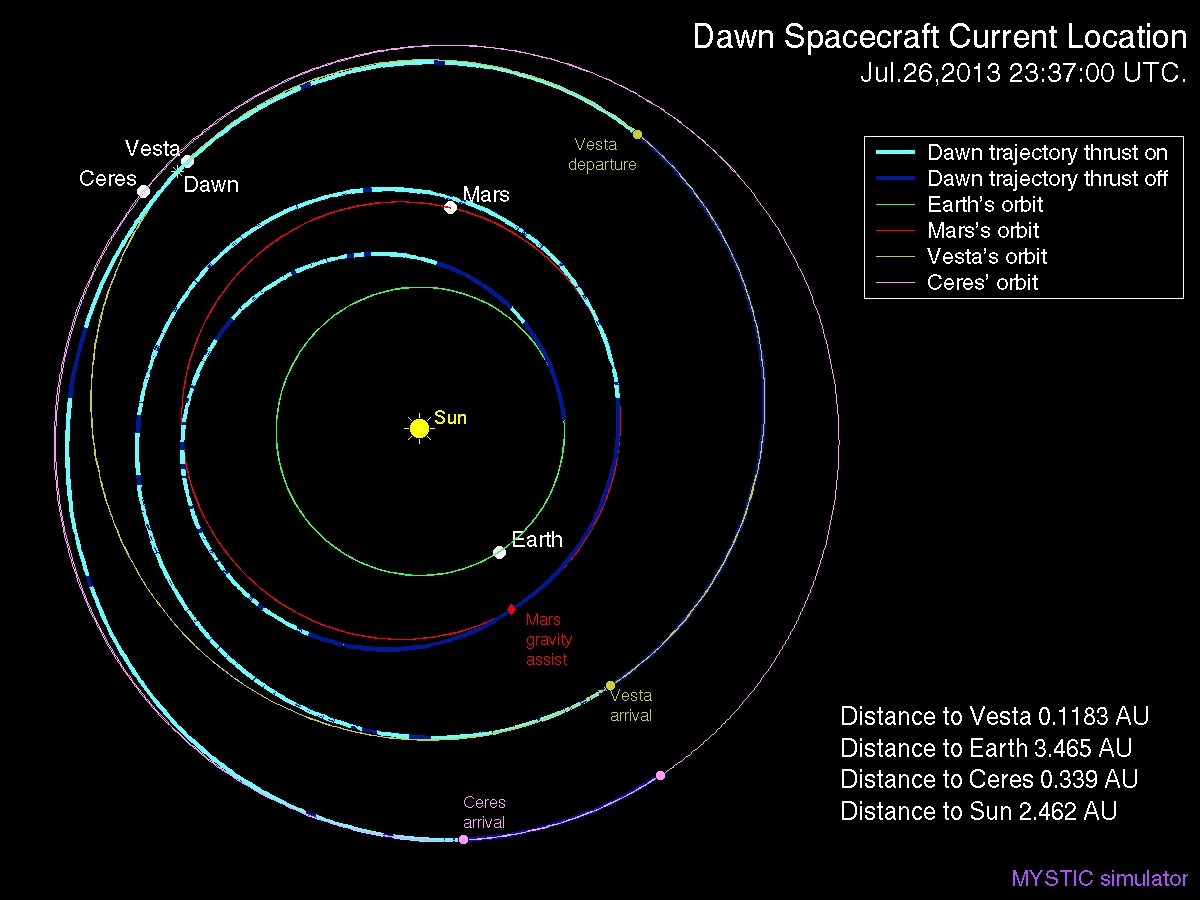 Dawn Spacecraft Current Location
Jul.26,2013 23:37:00 UTC.
Dawn trajectory thrust on
Dawn trajectory thrust off
Earth's orbit
Mars's orbit
Vesta's orbit
Ceres' orbit
Vesta
departure
Vesta
Ceres
Dawn
Mars
Sun
Earth
Mars
gravity
assist
Vesta
arrival
Ceres
arrival
Distance to Vesta 0.1183 AU
Distance to Earth 3.465 AU
Distance to Ceres 0.339 AU
Distance to Sun 2.462 AU
MYSTIC simulator